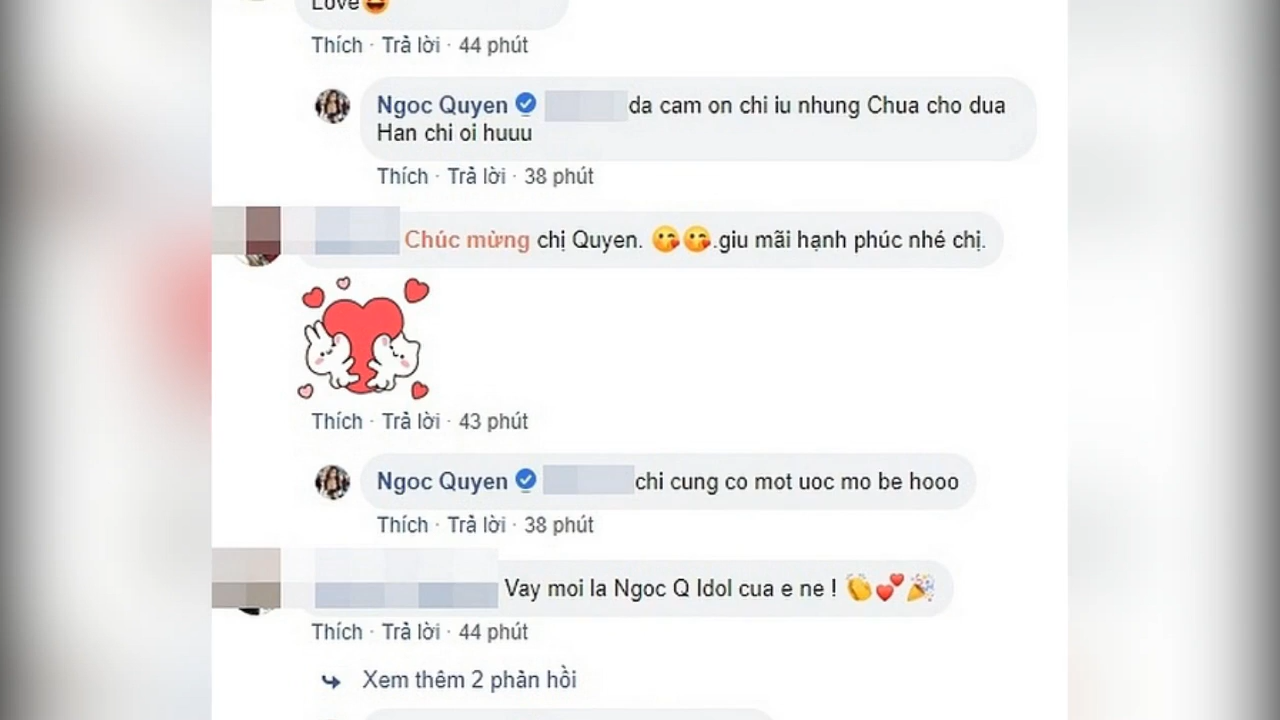 Love
Thích · Trả lời · 44 phút
Ngoc Quyen da cam on chi iu nhung Chua cho dua
Han chi oi huuu
Thích · Trả lời · 38 phút
Chúc mừng chị Quyen. 😘😘.giu mãi hạnh phúc nhé chị.
Thích · Trả lời · 43 phút
Ngoc Quyen chi cung co mot uoc mo be hooo
Thích · Trả lời · 38 phút
Vay moi la Ngoc Q Idol cua e ne ! 👏💕🎉
Thích · Trả lời · 44 phút
Xem thêm 2 phản hồi